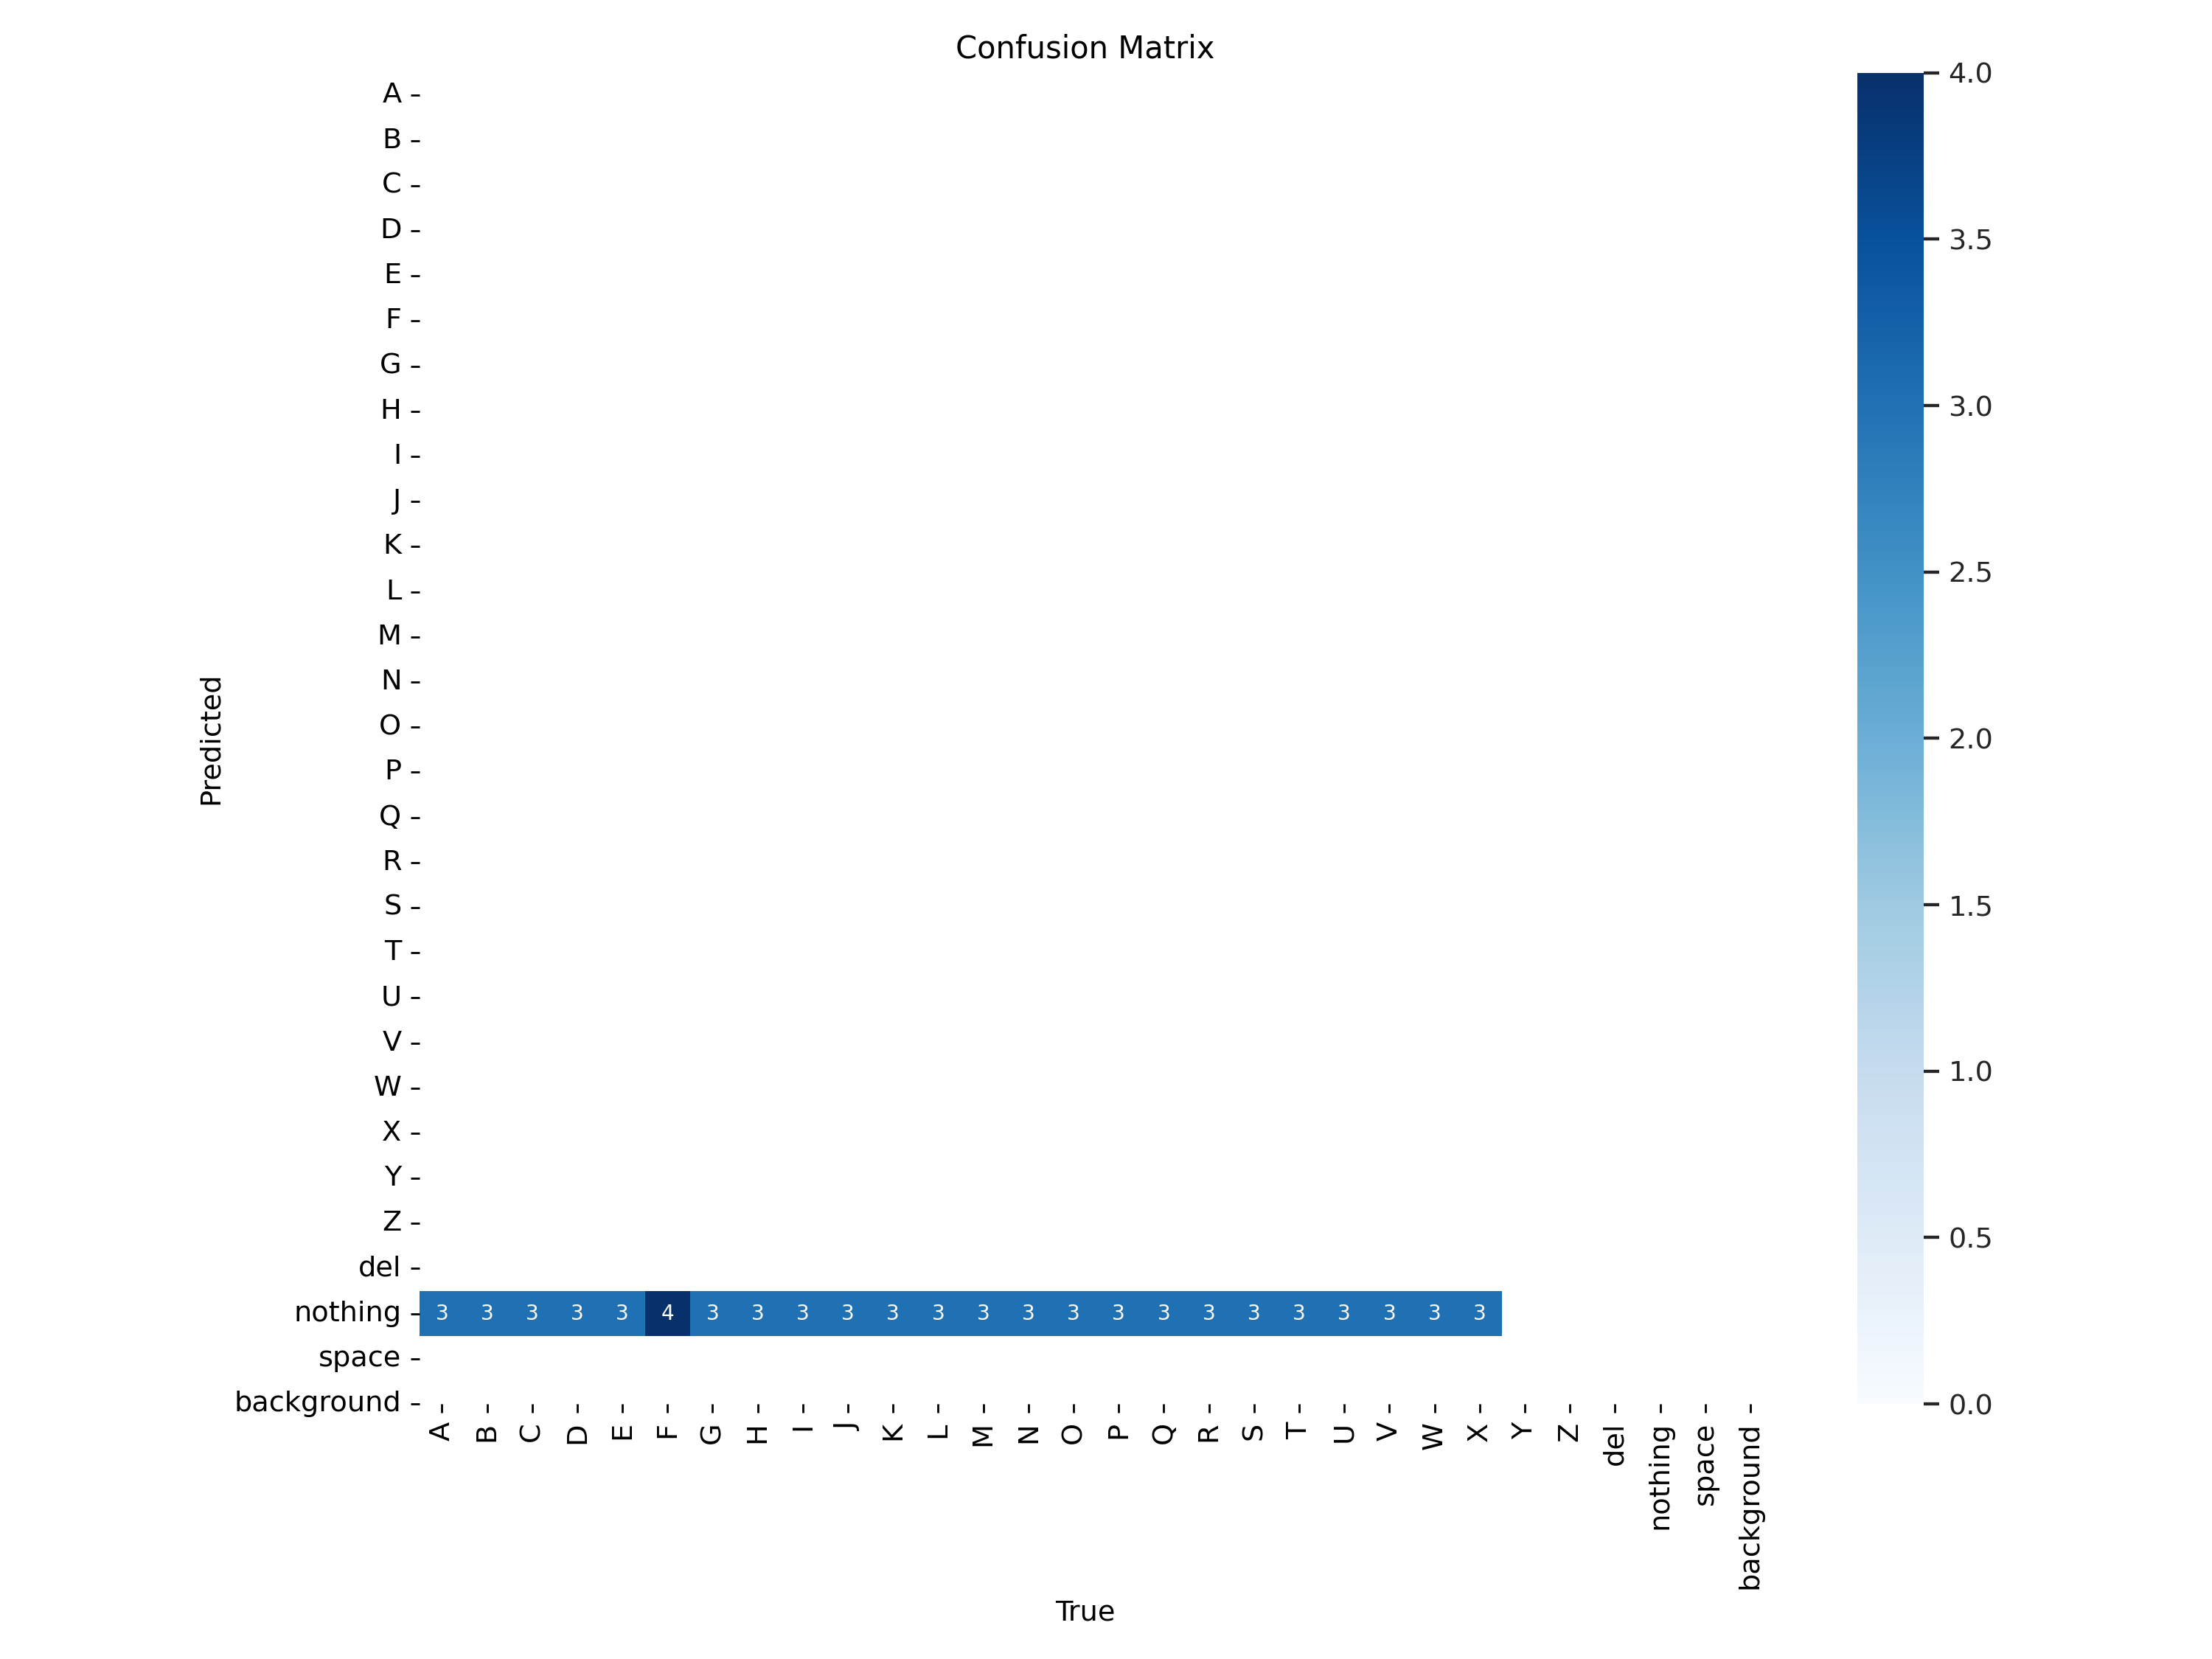 Confusion Matrix
A
B
C
D
E
F
G
H
I
J
K
L
M
N
O
P
Q
R
S
T
U
V
W
X
Y
Z
del
nothing
space
background
Predicted
3 3 3 3 3 4 3 3 3 3 3 3 3 3 3 3 3 3 3 3 3 3 3 3
A B C D E F G H I J K L M N O P Q R S T U V W X Y Z del nothing space background
True
4.0
3.5
3.0
2.5
2.0
1.5
1.0
0.5
0.0